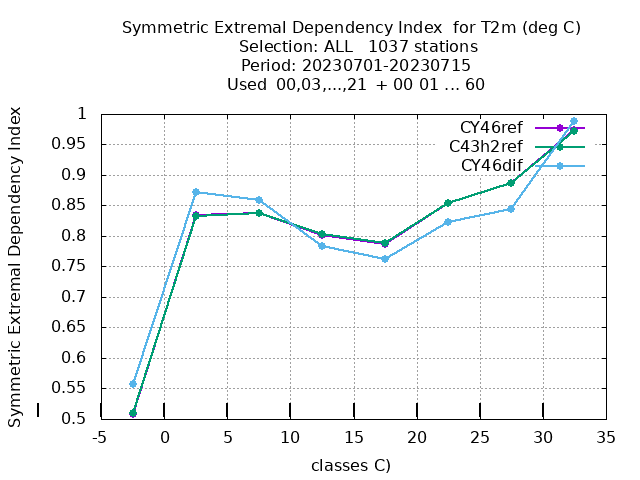 Symmetric Extremal Dependency Index  for T2m (deg C)
Selection: ALL   1037 stations
Period: 20230701-20230715
Used  00,03,...,21  + 00 01 ... 60
Symmetric Extremal Dependency Index
1
0.95
0.9
0.85
0.8
0.75
0.7
0.65
0.6
0.55
0.5
CY46ref
C43h2ref
CY46dif
-5 0 5 10 15 20 25 30 35
classes C)